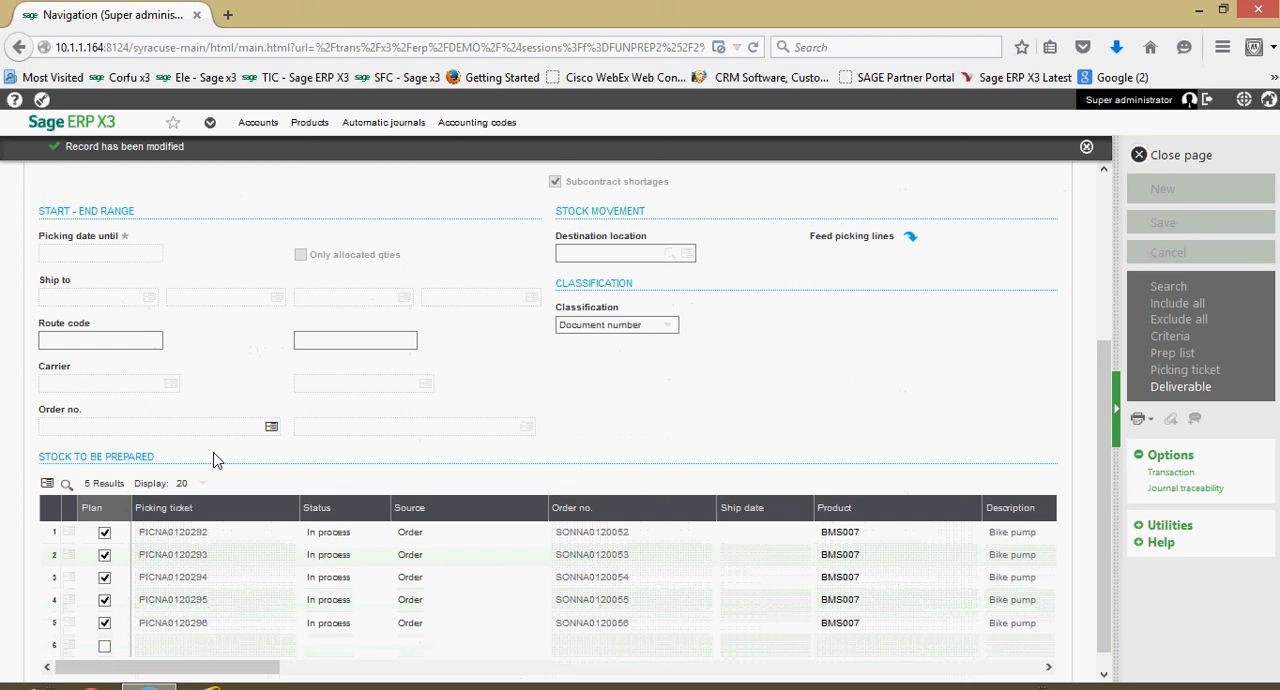 sage Navigation (Super adminis... × +
10.1.1.164:8124/syracuse-main/html/main.html?url=%2Ftrans%2Fx3%2Ferp%2FDEMO%2F%24sessions%3Ff%3DFUNPREP2%252F2% Search
Most Visited sage Corfu x3 sage Ele - Sage x3 sage TIC - Sage ERP X3 sage SFC - Sage x3 Getting Started Cisco WebEx Web Con... CRM Software, Custo... SAGE Partner Portal Sage ERP X3 Latest Google (2) »
Super administrator
Sage ERP X3 Accounts Products Automatic journals Accounting codes
Record has been modified
Close page
New
Save
Cancel
Search
Include all
Exclude all
Criteria
Prep list
Picking ticket
Deliverable
Options
Transaction
Journal traceability
Utilities
Help
Subcontract shortages
START - END RANGE STOCK MOVEMENT
Picking date until * Destination location Feed picking lines
Only allocated qties
Ship to CLASSIFICATION
Classification
Route code Document number
Carrier
Order no.
STOCK TO BE PREPARED
5 Results Display: 20
Plan Picking ticket Status Source Order no. Ship date Product Description
1 PICNA0120292 In process Order SONNA0120052 BMS007 Bike pump
2 PICNA0120293 In process Order SONNA0120053 BMS007 Bike pump
3 PICNA0120294 In process Order SONNA0120054 BMS007 Bike pump
4 PICNA0120295 In process Order SONNA0120055 BMS007 Bike pump
5 PICNA0120296 In process Order SONNA0120056 BMS007 Bike pump
6